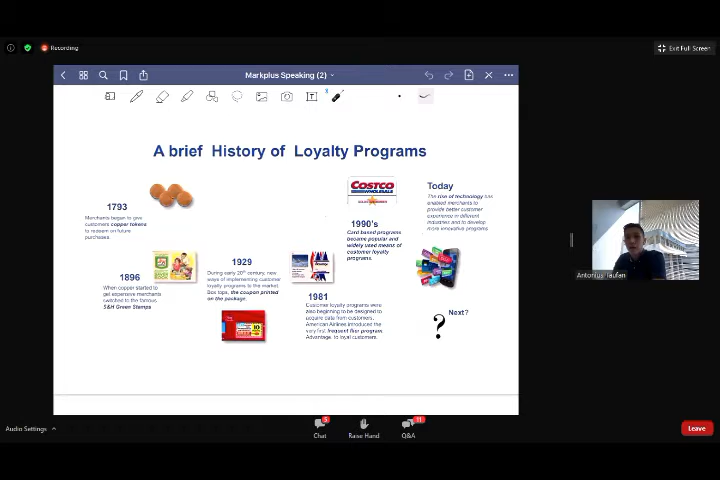 Recording
Exit Full Screen
Markplus Speaking (2)
A brief History of Loyalty Programs
1793
Merchants began to give
customers copper tokens
to redeem on future
purchases.
1896
When copper started to
get expensive merchants
switched to the famous
S&H Green Stamps.
1929
During early 20th century, new
ways of implementing customer
loyalty programs to the market.
Box tops, the coupon printed
on the package.
1981
Customer loyalty programs were
also beginning to be designed to
acquire data from customers.
American Airlines introduced the
very first frequent flier program
Advantage to loyal customers.
COSTCO
WHOLESALE
1990's
Card based programs
became popular and
widely used means of
customer loyalty
programs.
Today
The rise of technology has
enabled merchants to
provide better customer
experience in different
industries and to develop
more innovative programs
Next?
?
Antonius Taufan
Audio Settings
Chat
Raise Hand
Q&A
Leave